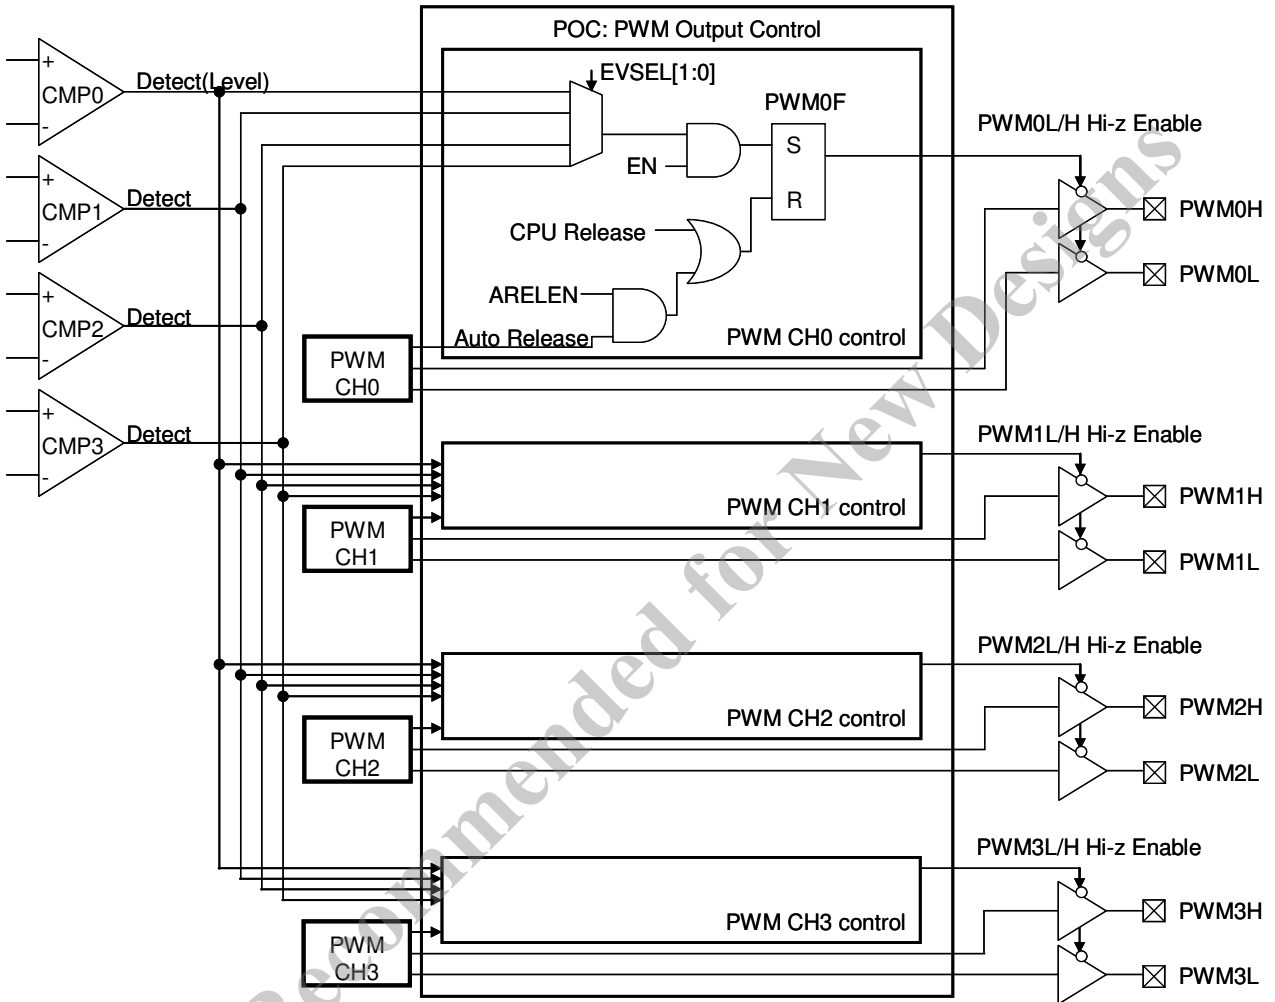 POC: PWM Output Control
EVSEL[1:0]
+
CMP0
-
Detect(Level)
PWM0F
S
R
EN
PWM0L/H Hi-z Enable
PWM0H
PWM0L
+
CMP1
-
Detect
CPU Release
ARELEN
Auto Release
PWM CH0 control
+
CMP2
-
Detect
PWM
CH0
+
CMP3
-
Detect
PWM1L/H Hi-z Enable
PWM1H
PWM1L
PWM CH1 control
PWM
CH1
PWM2L/H Hi-z Enable
PWM2H
PWM2L
PWM CH2 control
PWM
CH2
PWM3L/H Hi-z Enable
PWM3H
PWM3L
PWM CH3 control
PWM
CH3
Recommended for New Designs